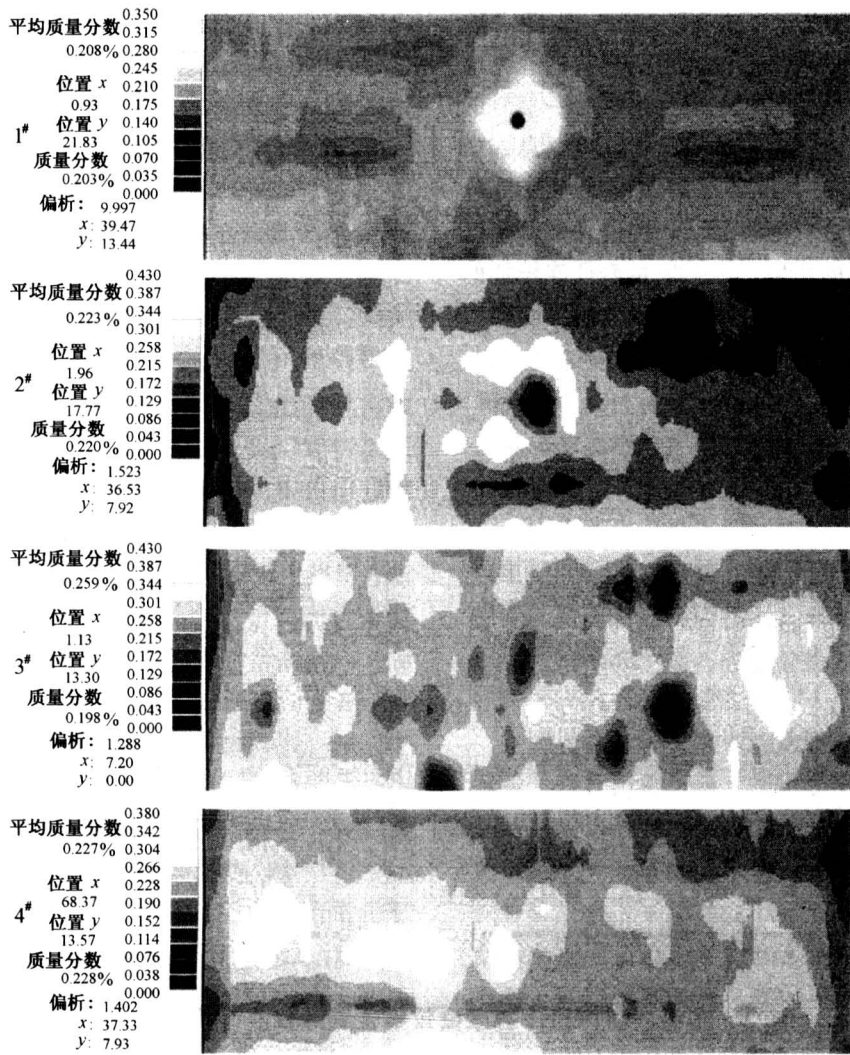 平均质量分数 0.350
0.315
0.208% 0.280
0.245
位置 x 0.210
0.93 0.175
1# 位置 y 0.140
21.83 0.105
质量分数 0.070
0.203% 0.035
0.000
偏析: 9.997
x: 39.47
y: 13.44
0.430
平均质量分数 0.387
0.344
0.223% 0.301
0.258
位置 x 0.215
1.96 0.172
2# 位置 y 0.129
17.77 0.086
质量分数 0.043
0.220% 0.000
偏析: 1.523
x: 36.53
y: 7.92
0.430
平均质量分数 0.387
0.259% 0.344
0.301
位置 x 0.258
1.13 0.215
3# 位置 y 0.172
13.30 0.129
质量分数 0.086
0.198% 0.043
0.000
偏析: 1.288
x: 7.20
y: 0.00
0.380
平均质量分数 0.342
0.227% 0.304
0.266
位置 x 0.228
68.37 0.190
4# 位置 y 0.152
13.57 0.114
质量分数 0.076
0.228% 0.038
0.000
偏析: 1.402
x: 37.33
y: 7.93